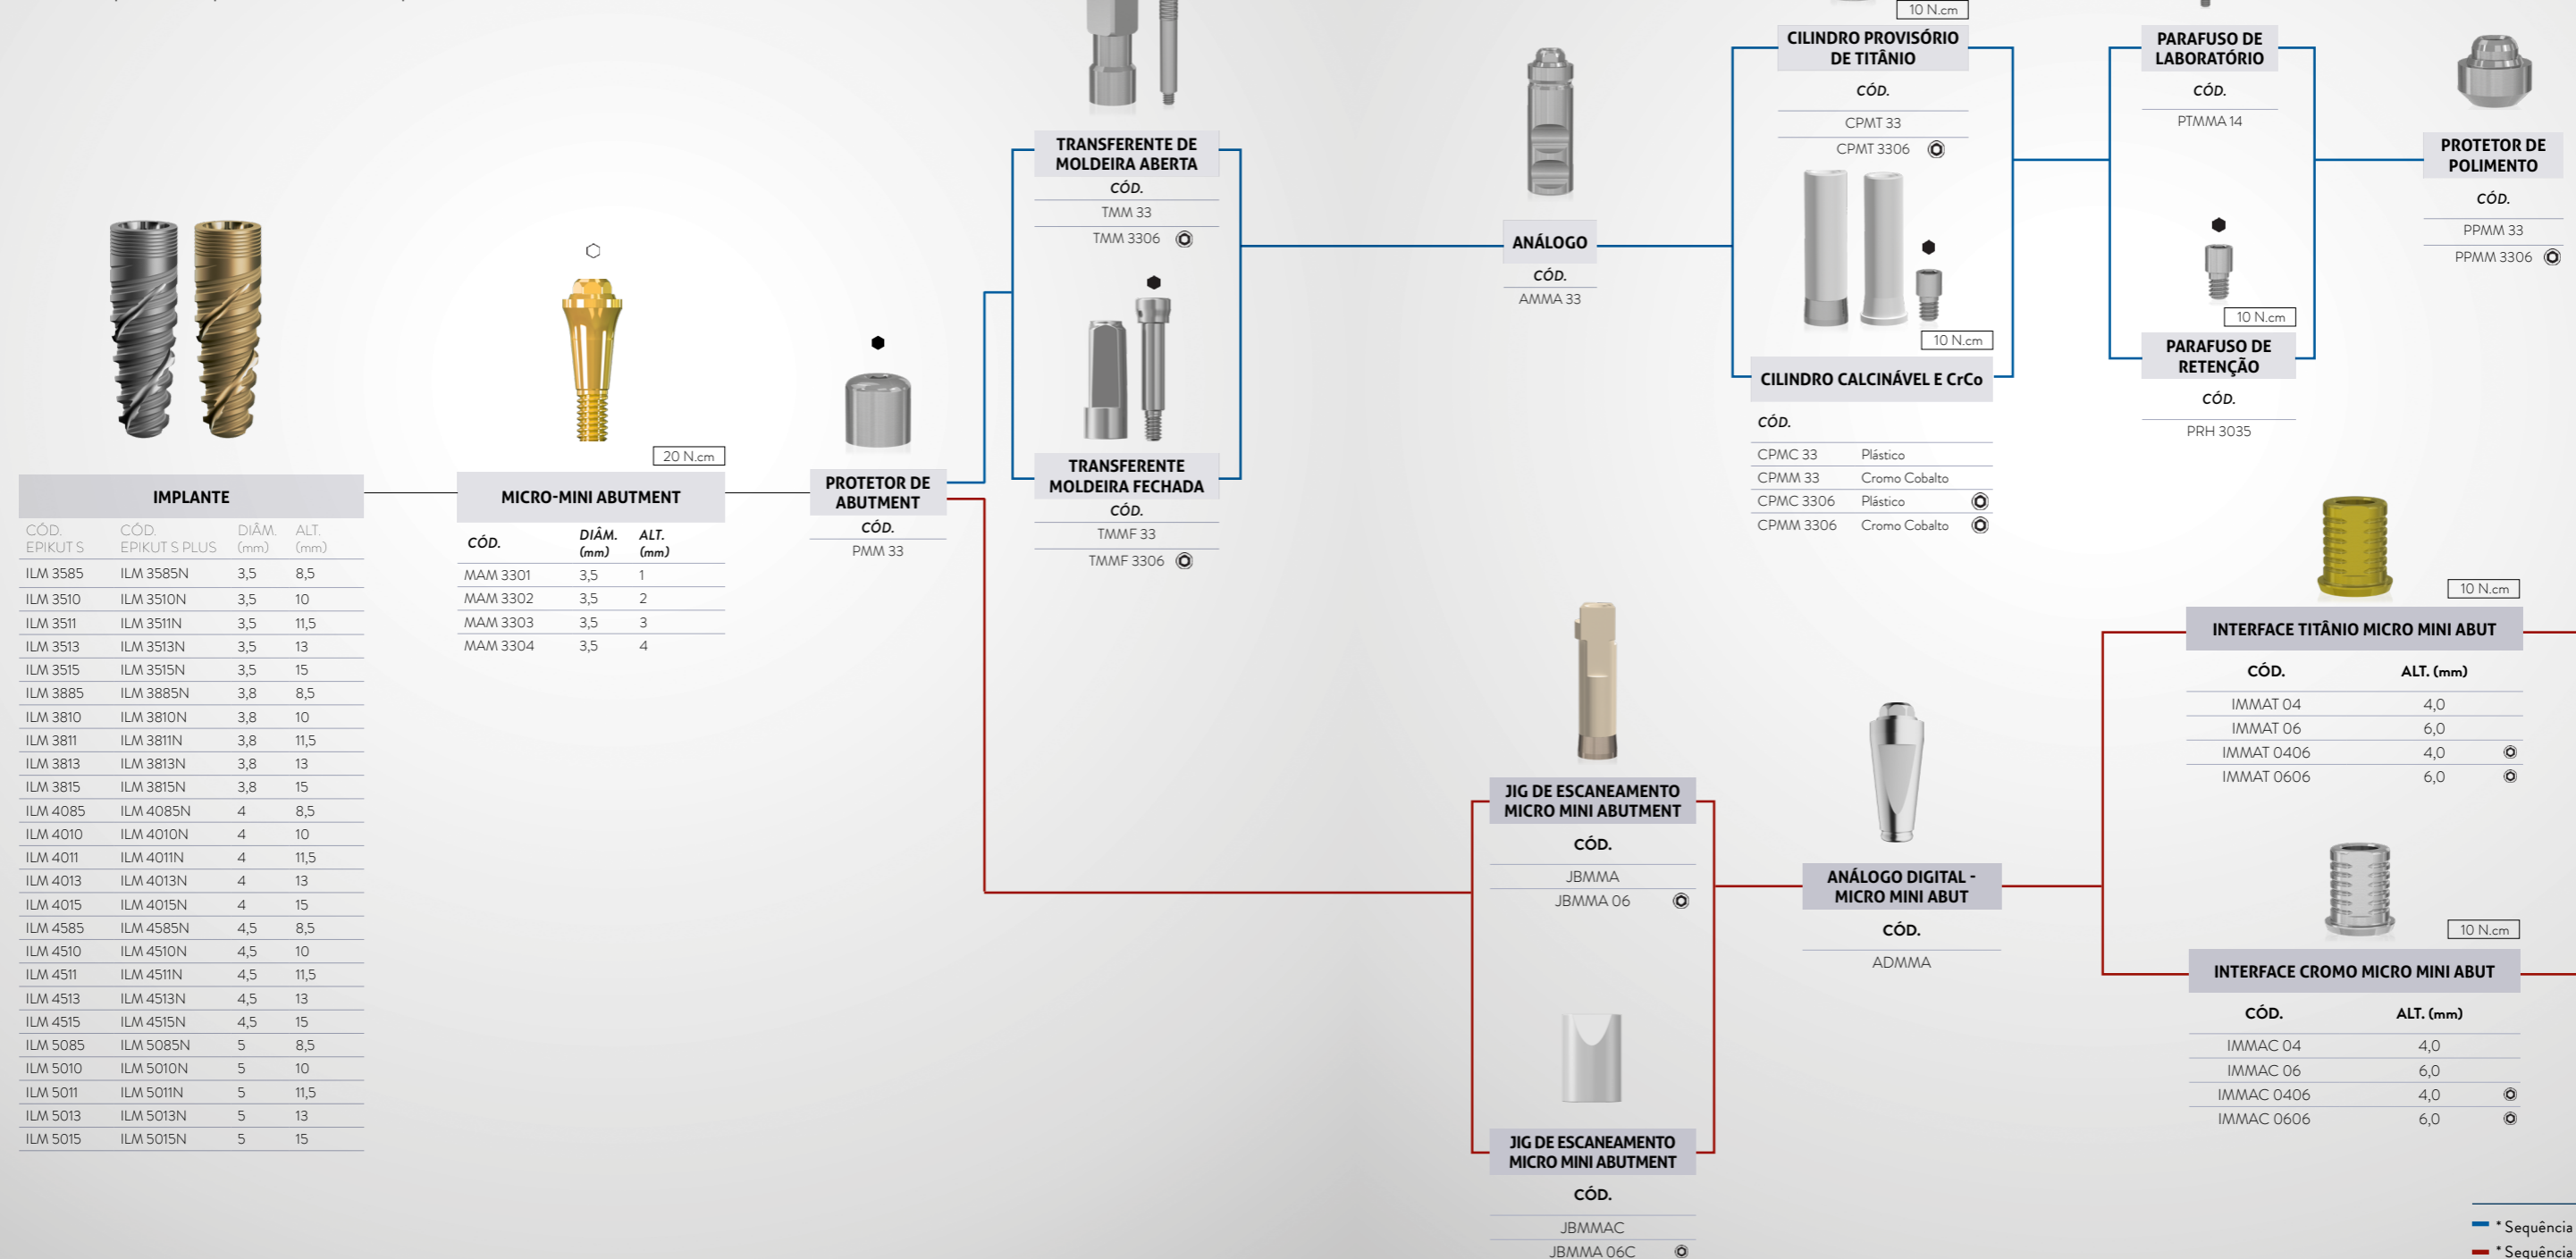 IMPLANTE
CÓD. EPIKUT S CÓD. EPIKUT S PLUS DIÂM. (mm) ALT. (mm)
ILM 3585 ILM 3585N 3,5 8,5
ILM 3510 ILM 3510N 3,5 10
ILM 3511 ILM 3511N 3,5 11,5
ILM 3513 ILM 3513N 3,5 13
ILM 3515 ILM 3515N 3,5 15
ILM 3885 ILM 3885N 3,8 8,5
ILM 3810 ILM 3810N 3,8 10
ILM 3811 ILM 3811N 3,8 11,5
ILM 3813 ILM 3813N 3,8 13
ILM 3815 ILM 3815N 3,8 15
ILM 4085 ILM 4085N 4 8,5
ILM 4010 ILM 4010N 4 10
ILM 4011 ILM 4011N 4 11,5
ILM 4013 ILM 4013N 4 13
ILM 4015 ILM 4015N 4 15
ILM 4585 ILM 4585N 4,5 8,5
ILM 4510 ILM 4510N 4,5 10
ILM 4511 ILM 4511N 4,5 11,5
ILM 4513 ILM 4513N 4,5 13
ILM 4515 ILM 4515N 4,5 15
ILM 5085 ILM 5085N 5 8,5
ILM 5010 ILM 5010N 5 10
ILM 5011 ILM 5011N 5 11,5
ILM 5013 ILM 5013N 5 13
ILM 5015 ILM 5015N 5 15
20 N.cm
MICRO-MINI ABUTMENT
CÓD. DIÂM. (mm) ALT. (mm)
MAM 3301 3,5 1
MAM 3302 3,5 2
MAM 3303 3,5 3
MAM 3304 3,5 4
PROTETOR DE
ABUTMENT
CÓD.
PMM 33
TRANSFERENTE DE
MOLDEIRA ABERTA
CÓD.
TMM 33
TMM 3306
TRANSFERENTE
MOLDEIRA FECHADA
CÓD.
TMMF 33
TMMF 3306
ANÁLOGO
CÓD.
AMMA 33
10 N.cm
CILINDRO PROVISÓRIO
DE TITÂNIO
CÓD.
CPMT 33
CPMT 3306
10 N.cm
CILINDRO CALCINÁVEL E CrCo
CÓD.
CPMC 33 Plástico
CPMM 33 Cromo Cobalto
CPMC 3306 Plástico
CPMM 3306 Cromo Cobalto
PARAFUSO DE
LABORATÓRIO
CÓD.
PTMMA 14
10 N.cm
PARAFUSO DE
RETENÇÃO
CÓD.
PRH 3035
PROTETOR DE
POLIMENTO
CÓD.
PPMM 33
PPMM 3306
JIG DE ESCANEAMENTO
MICRO MINI ABUTMENT
CÓD.
JBMMA
JBMMA 06
JIG DE ESCANEAMENTO
MICRO MINI ABUTMENT
CÓD.
JBMMAC
JBMMA 06C
ANÁLOGO DIGITAL -
MICRO MINI ABUT
CÓD.
ADMMA
10 N.cm
INTERFACE TITÂNIO MICRO MINI ABUT
CÓD. ALT. (mm)
IMMAT 04 4,0
IMMAT 06 6,0
IMMAT 0406 4,0
IMMAT 0606 6,0
10 N.cm
INTERFACE CROMO MICRO MINI ABUT
CÓD. ALT. (mm)
IMMAC 04 4,0
IMMAC 06 6,0
IMMAC 0406 4,0
IMMAC 0606 6,0
* Sequência
* Sequência